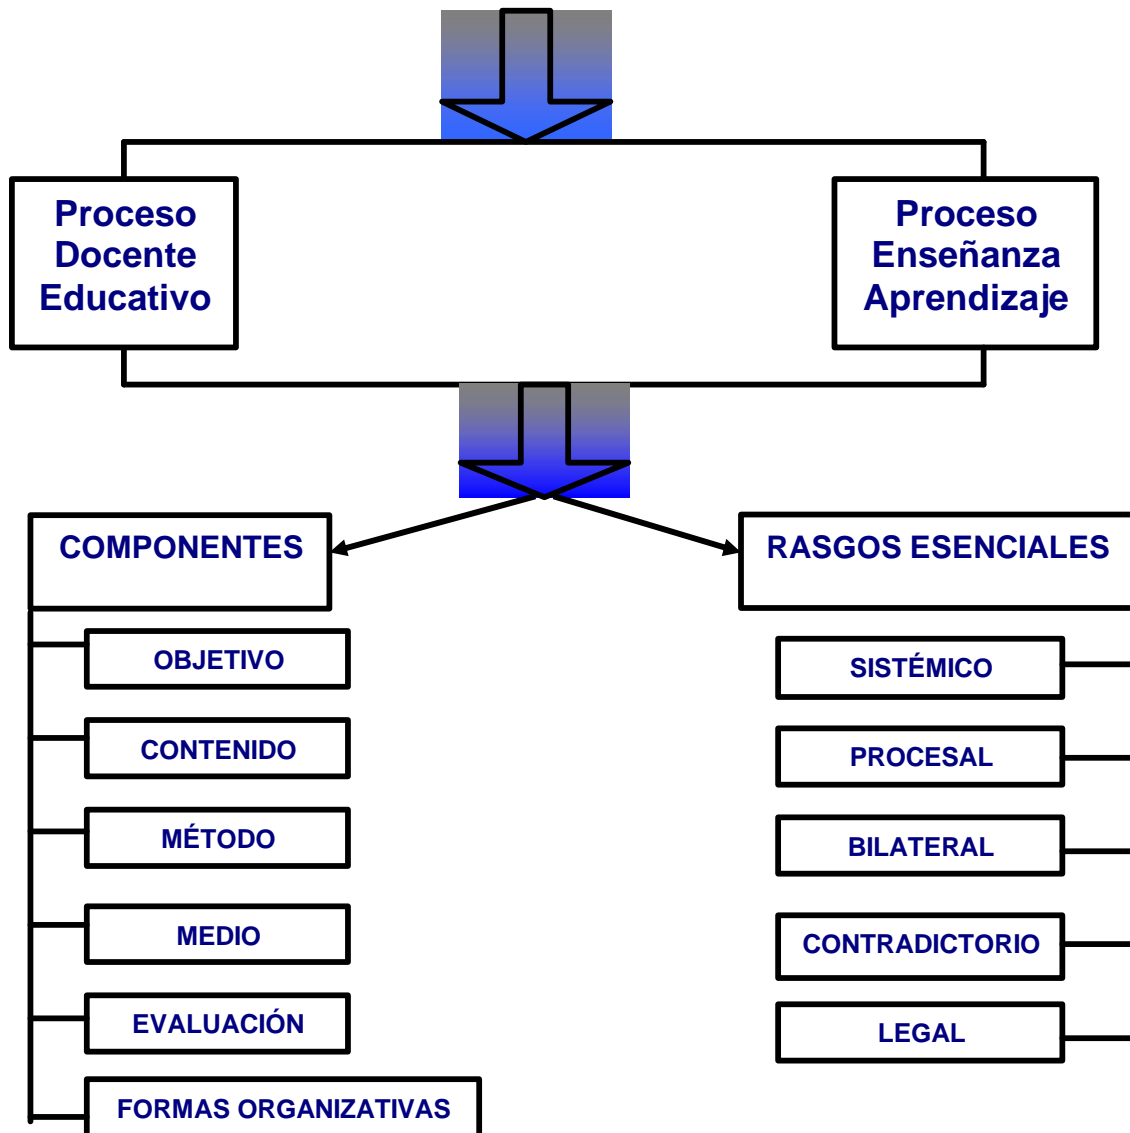 Proceso
Docente
Educativo
Proceso
Enseñanza
Aprendizaje
COMPONENTES
RASGOS ESENCIALES
OBJETIVO
CONTENIDO
MÉTODO
MEDIO
EVALUACIÓN
FORMAS ORGANIZATIVAS
SISTÉMICO
PROCESAL
BILATERAL
CONTRADICTORIO
LEGAL